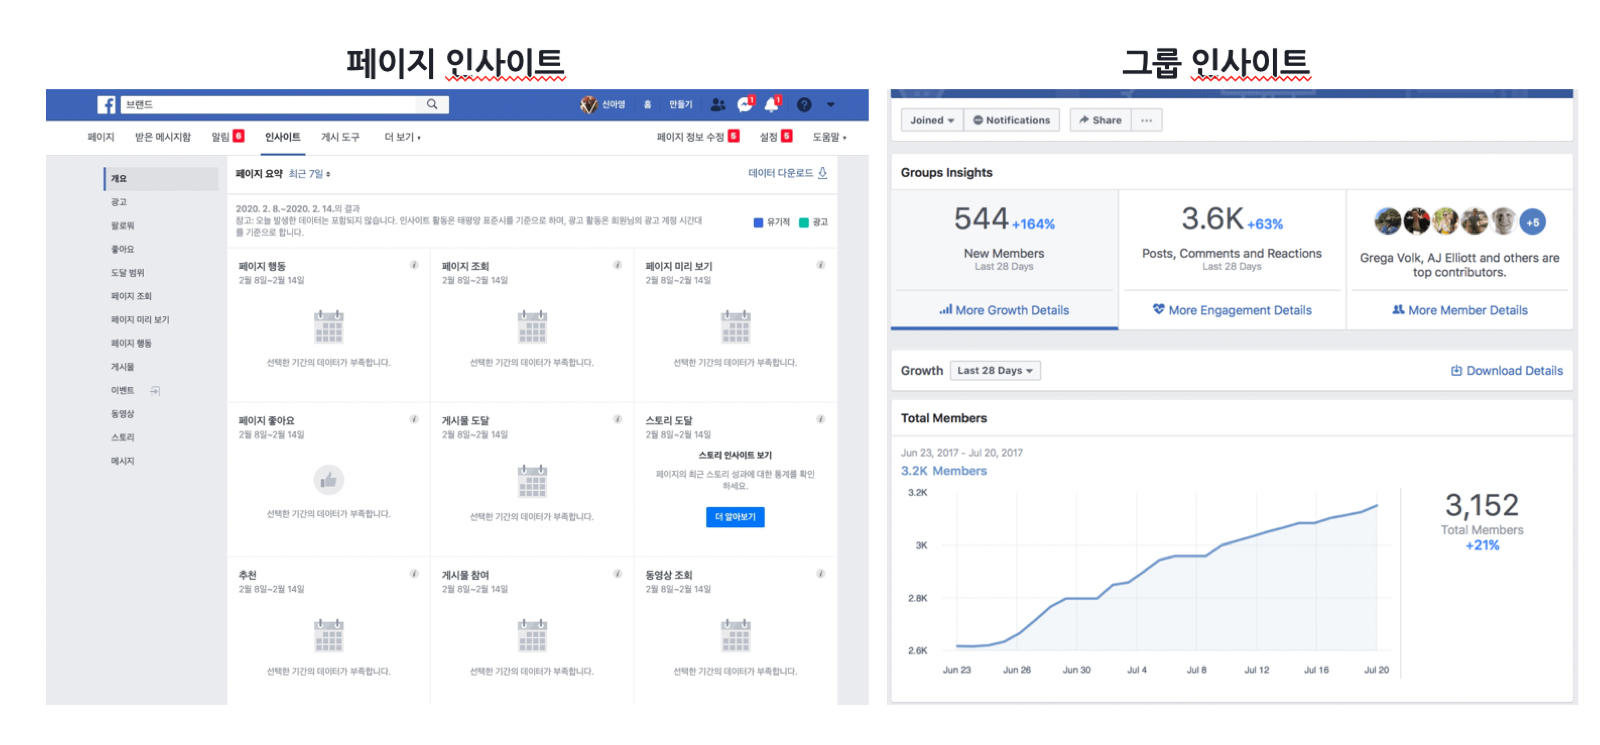 페이지 인사이트
브랜드
신아영
홈
만들기
1
1
페이지
받은 메시지함
알림 6
인사이트
게시 도구
더 보기
페이지 정보 수정 5
설정 5
도움말
개요
광고
팔로워
좋아요
도달 범위
페이지 조회
페이지 미리 보기
페이지 행동
게시물
이벤트
동영상
스토리
메시지
페이지 요약 최근 7일
데이터 다운로드
2020. 2. 8.~2020. 2. 14.의 결과
참고: 오늘 발생한 데이터는 포함되지 않습니다. 인사이트 활동은 태평양 표준시를 기준으로 하며, 광고 활동은 회원님의 광고 계정 시간대
를 기준으로 합니다.
유기적
광고
페이지 행동
2월 8일~2월 14일
선택한 기간의 데이터가 부족합니다.
페이지 조회
2월 8일~2월 14일
선택한 기간의 데이터가 부족합니다.
페이지 미리 보기
2월 8일~2월 14일
선택한 기간의 데이터가 부족합니다.
페이지 좋아요
2월 8일~2월 14일
선택한 기간의 데이터가 부족합니다.
게시물 도달
2월 8일~2월 14일
선택한 기간의 데이터가 부족합니다.
스토리 도달
2월 8일~2월 14일
스토리 인사이트 보기
페이지의 최근 스토리 성과에 대한 통계를 확인
하세요.
더 알아보기
추천
2월 8일~2월 14일
선택한 기간의 데이터가 부족합니다.
게시물 참여
2월 8일~2월 14일
선택한 기간의 데이터가 부족합니다.
동영상 조회
2월 8일~2월 14일
선택한 기간의 데이터가 부족합니다.
그룹 인사이트
Joined
Notifications
Share
...
Groups Insights
544 +164%
New Members
Last 28 Days
More Growth Details
3.6K +63%
Posts, Comments and Reactions
Last 28 Days
More Engagement Details
+5
Grega Volk, AJ Elliott and others are
top contributors.
More Member Details
Growth
Last 28 Days
Download Details
Total Members
Jun 23, 2017 - Jul 20, 2017
3.2K Members
3.2K
3K
2.8K
2.6K
Jun 23
Jun 26
Jun 30
Jul 4
Jul 8
Jul 12
Jul 16
Jul 20
3,152
Total Members
+21%